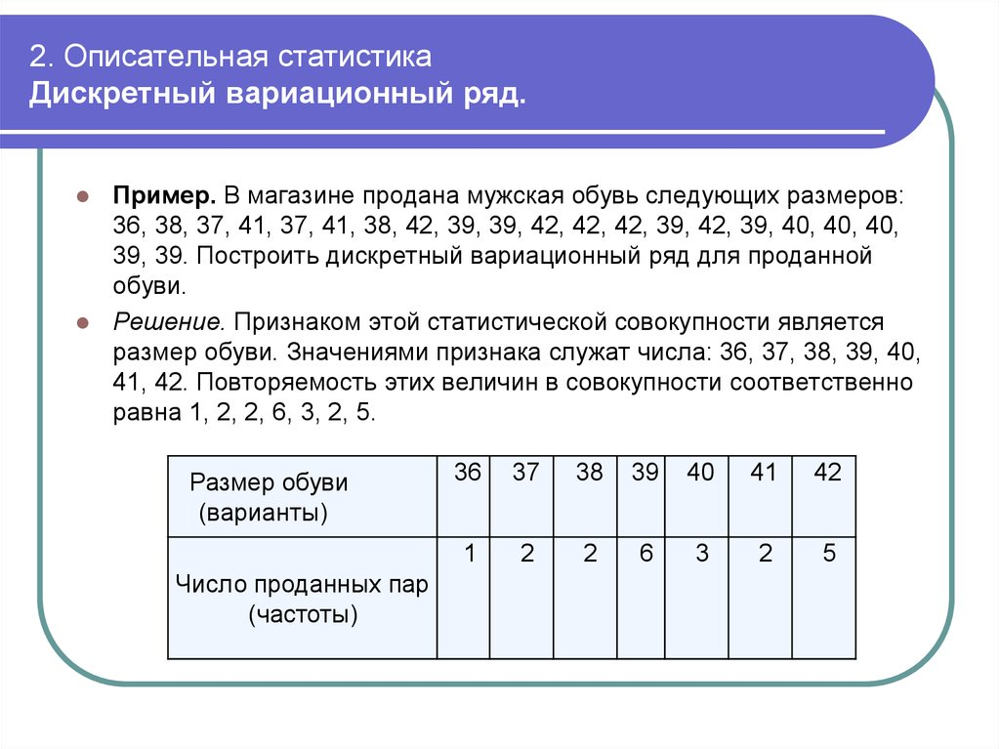 2. Описательная статистика
Дискретный вариационный ряд.
Пример. В магазине продана мужская обувь следующих размеров:
36, 38, 37, 41, 37, 41, 38, 42, 39, 39, 42, 42, 42, 39, 42, 39, 40, 40, 40,
39, 39. Построить дискретный вариационный ряд для проданной
обуви.
Решение. Признаком этой статистической совокупности является
размер обуви. Значениями признака служат числа: 36, 37, 38, 39, 40,
41, 42. Повторяемость этих величин в совокупности соответственно
равна 1, 2, 2, 6, 3, 2, 5.
Размер обуви
(варианты)
36 37 38 39 40 41 42
Число проданных пар
(частоты)
1 2 2 6 3 2 5